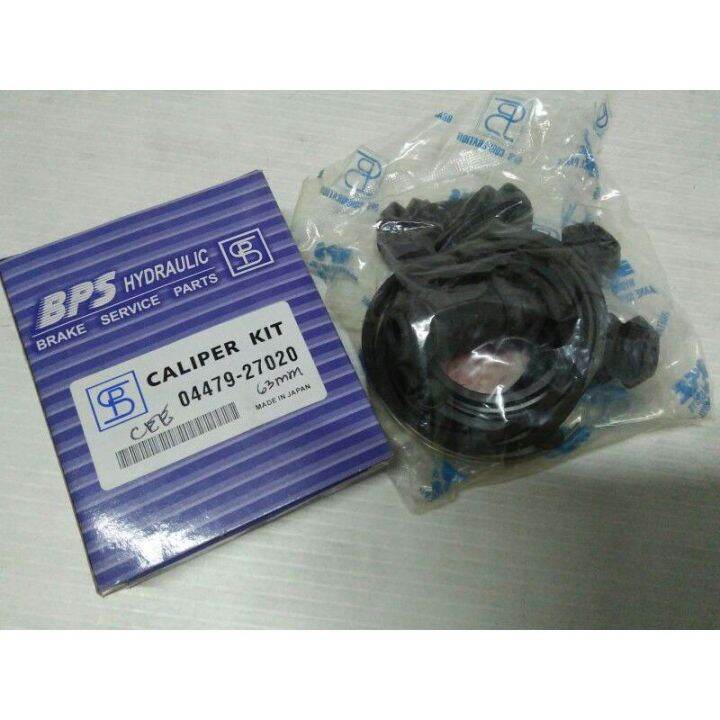 BPS HYDRAULIC
BRAKE SERVICE PARTS
CALIPER KIT
04479-27020
CEE 63mm
MADE IN JAPAN